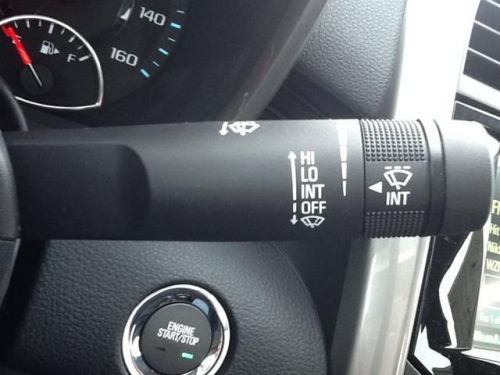 140
160
F
HI
LO
INT
OFF
INT
ENGINE
START/STOP